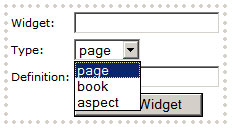 Widget:
Type: page
page
Definition:
book
aspect
Widget